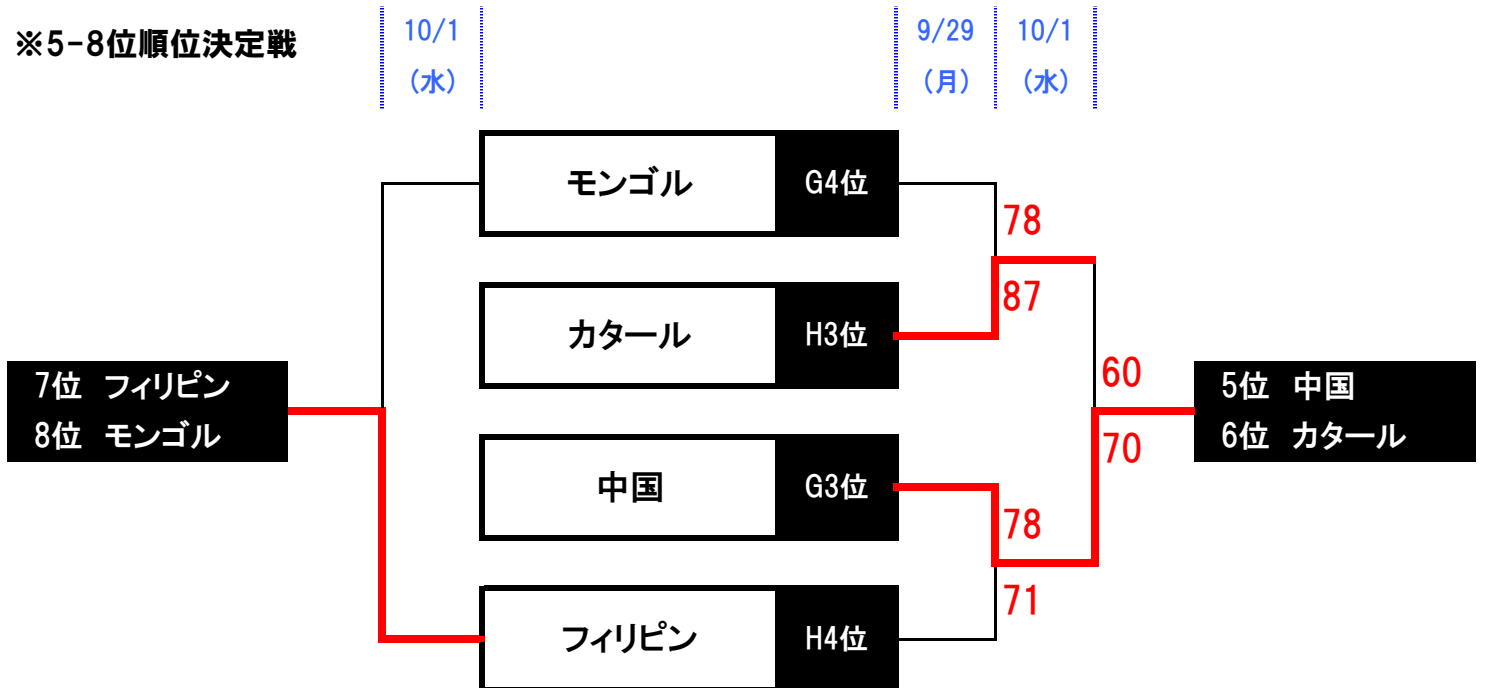 ※5-8位順位決定戦
10/1
(水)
9/29
(月)
10/1
(水)
モンゴル G4位
78
87
カタール H3位
7位 フィリピン
8位 モンゴル
60
70
5位 中国
6位 カタール
中国 G3位
78
71
フィリピン H4位